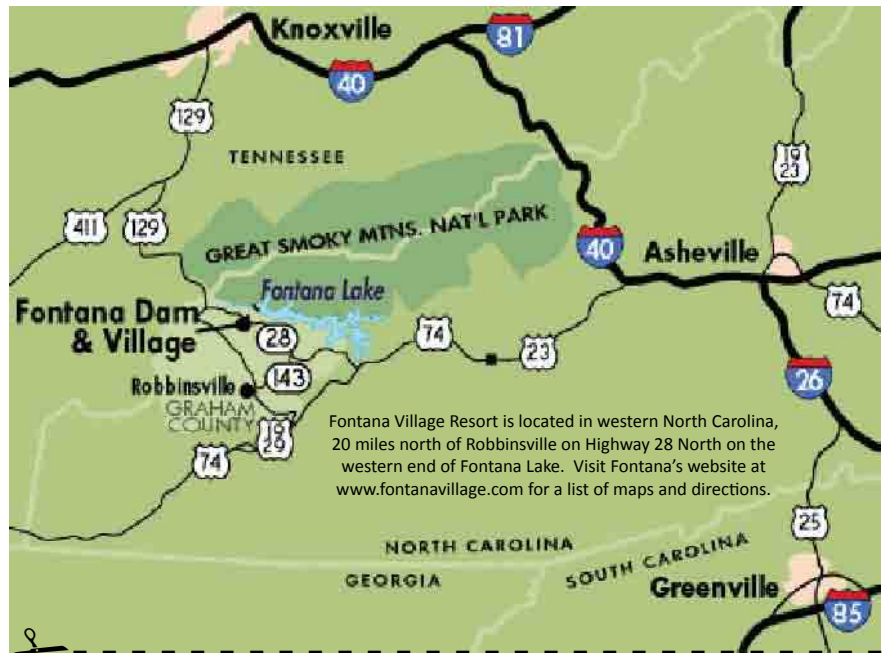 Knoxville
81
40
129
TENNESSEE
19
23
411
129
GREAT SMOKY MTNS. NAT'L PARK
40
Asheville
Fontana Lake
74
Fontana Dam
& Village
28
74
23
143
Robbinsville
26
GRAHAM
COUNTY
19
29
74
Fontana Village Resort is located in western North Carolina,
20 miles north of Robbinsville on Highway 28 North on the
western end of Fontana Lake.  Visit Fontana's website at
www.fontanavillage.com for a list of maps and directions.
25
NORTH CAROLINA
SOUTH CAROLINA
GEORGIA
Greenville
85